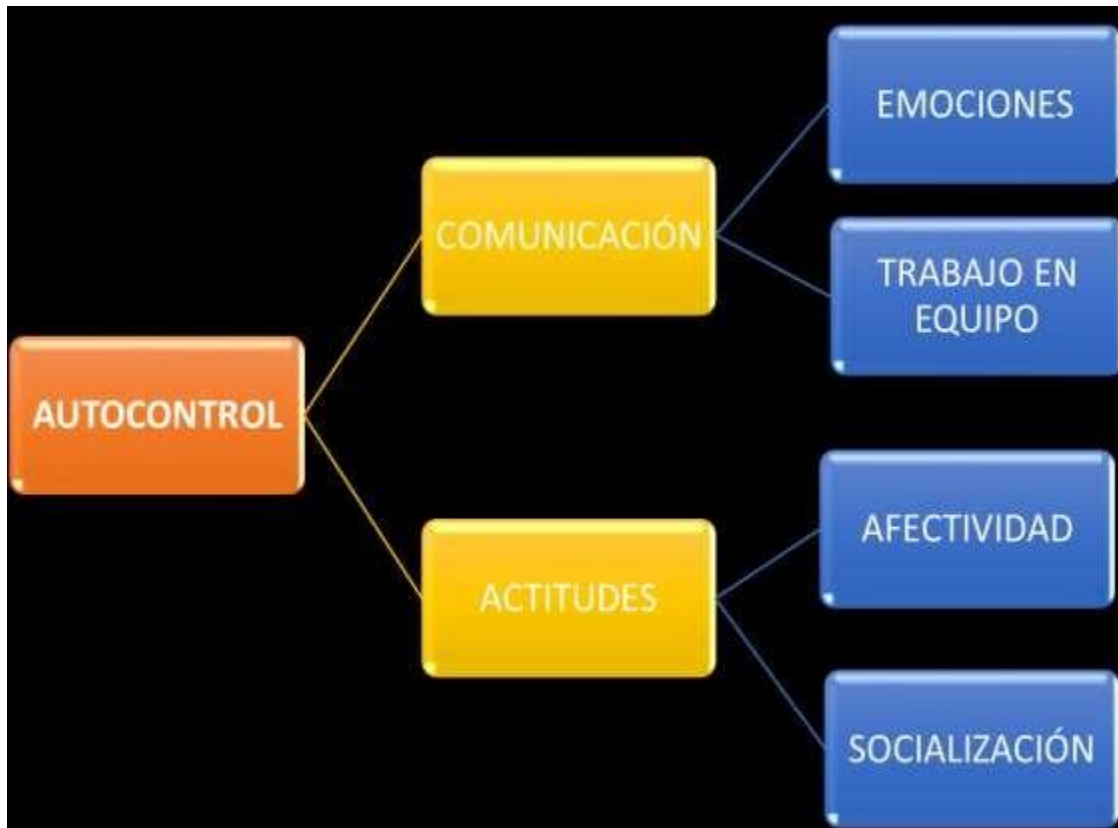 AUTOCONTROL
COMUNICACIÓN
EMOCIONES
TRABAJO EN
EQUIPO
ACTITUDES
AFECTIVIDAD
SOCIALIZACIÓN